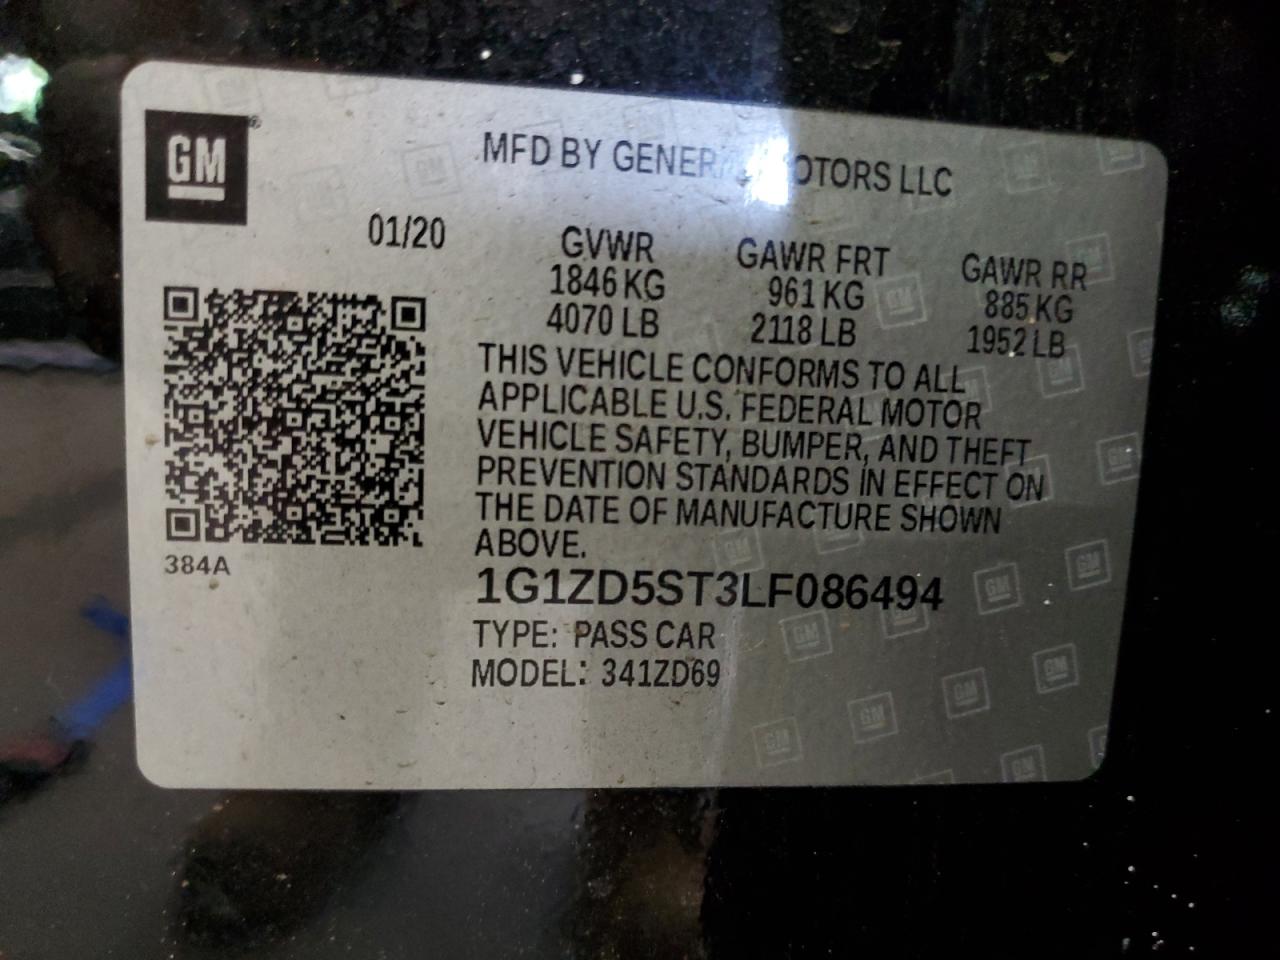 GM
MFD BY GENERAL MOTORS LLC
01/20
GVWR
1846 KG
4070 LB
GAWR FRT
961 KG
2118 LB
GAWR RR
885 KG
1952 LB
THIS VEHICLE CONFORMS TO ALL
APPLICABLE U.S. FEDERAL MOTOR
VEHICLE SAFETY, BUMPER, AND THEFT
PREVENTION STANDARDS IN EFFECT ON
THE DATE OF MANUFACTURE SHOWN
ABOVE.
384A
1G1ZD5ST3LF086494
TYPE: PASS CAR
MODEL: 341ZD69